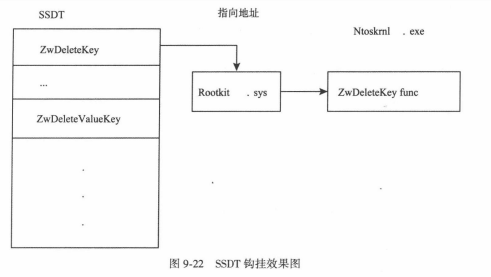 SSDT
指向地址
Ntoskrnl . exe
ZwDeleteKey
...
Rootkit . sys
ZwDeleteKey func
ZwDeleteValueKey
.
.
.
图 9-22 SSDT 钩挂效果图